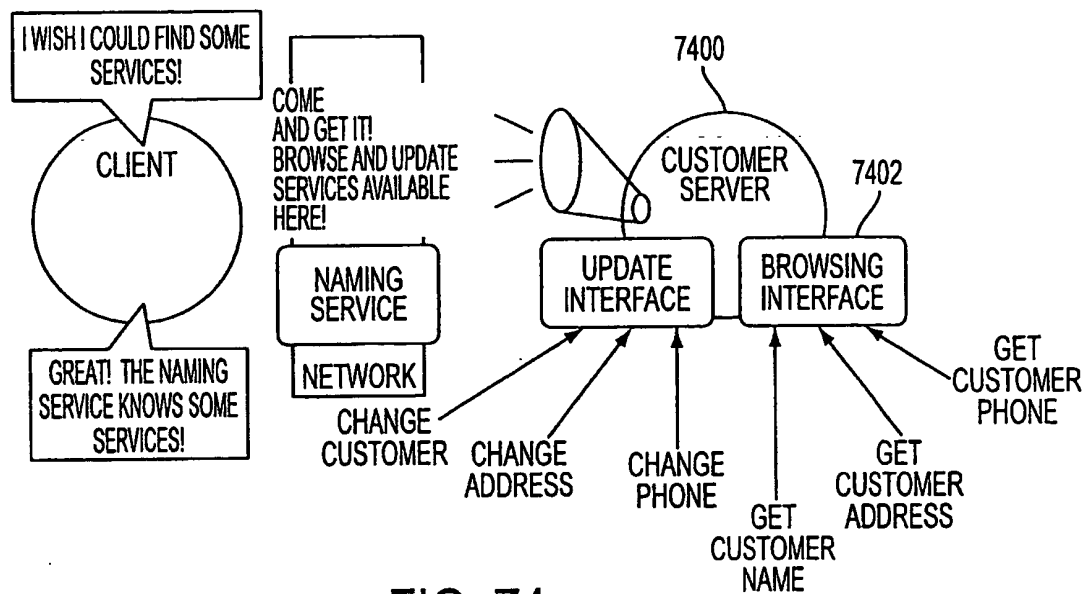 I WISH I COULD FIND SOME
SERVICES!
CLIENT
GREAT! THE NAMING
SERVICE KNOWS SOME
SERVICES!
COME
AND GET IT!
BROWSE AND UPDATE
SERVICES AVAILABLE
HERE!
NAMING
SERVICE
NETWORK
7400
CUSTOMER
SERVER
7402
UPDATE
INTERFACE
BROWSING
INTERFACE
CHANGE
CUSTOMER
CHANGE
ADDRESS
CHANGE
PHONE
GET
CUSTOMER
NAME
GET
CUSTOMER
ADDRESS
GET
CUSTOMER
PHONE